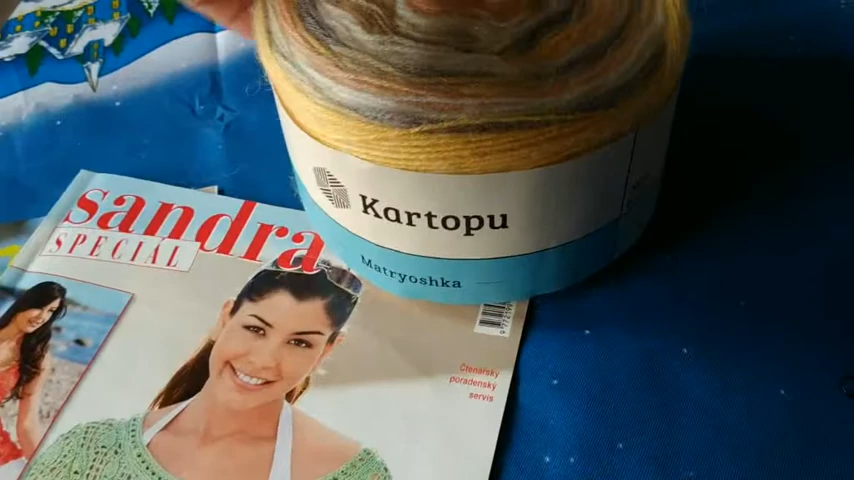 Kartopu
Matryoshka
sandra
SPECIAL
Čtenářský
poradenský
servis